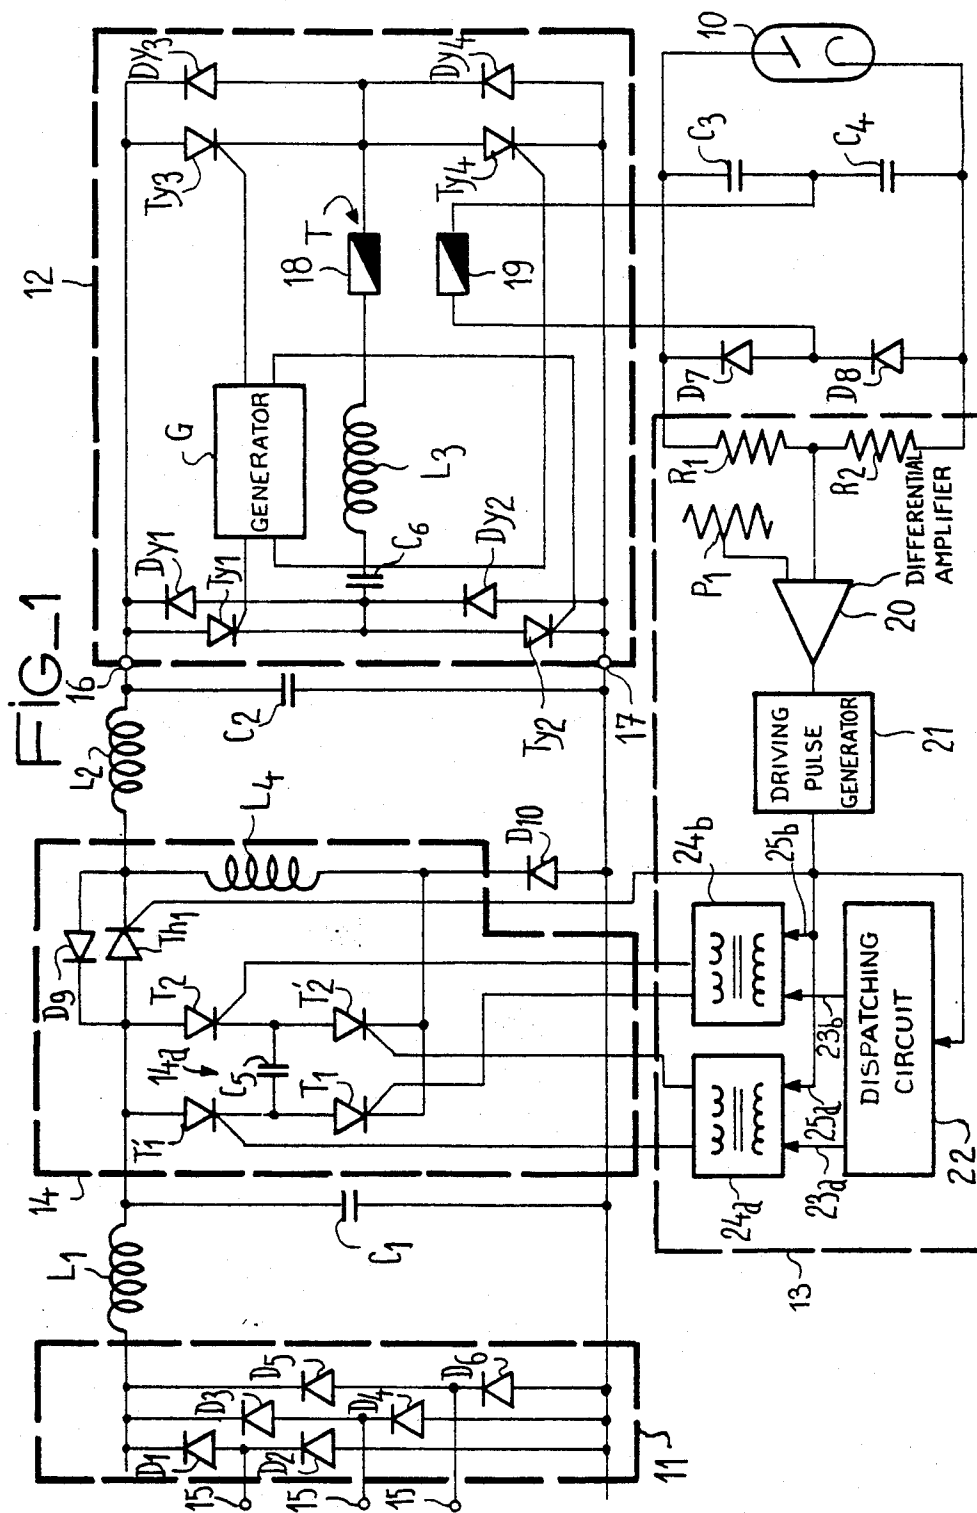 FIG_1
11
15
15
15
D1
D2
D3
D4
D5
D6
L1
C1
14
14a
T'1
T1
T2
T'2
C5
D9
Th1
L4
D10
L2
C2
16
17
12
Dy1
Ty1
Ty2
Dy2
C6
L3
G
GENERATOR
18
T
19
Ty3
Dy3
Ty4
Dy4
10
C3
C4
D7
D8
R1
R2
P1
DIFFERENTIAL
AMPLIFIER
20
DRIVING
PULSE
GENERATOR
21
24b
25b
23b
24a
25a
23a
DISPATCHING
CIRCUIT
22
13